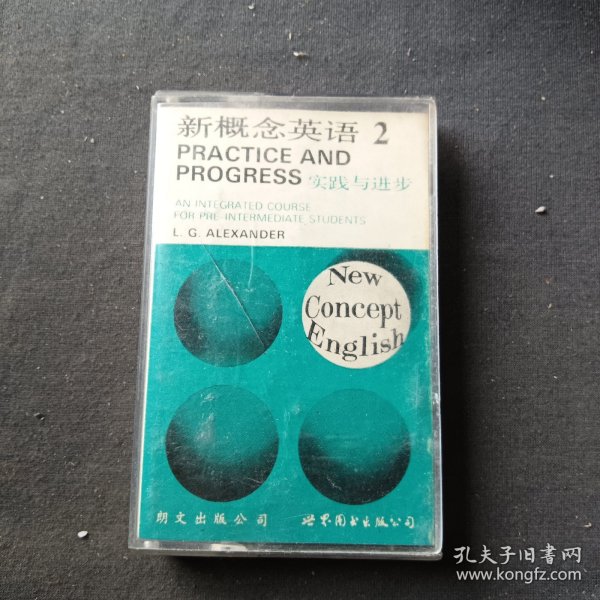 新概念英语 2
PRACTICE AND
PROGRESS 实践与进步
AN INTEGRATED COURSE
FOR PRE-INTERMEDIATE STUDENTS
L. G. ALEXANDER
New
Concept
English
朗文出版公司 世界图书出版公司
孔夫子旧书网
www.kongfz.com